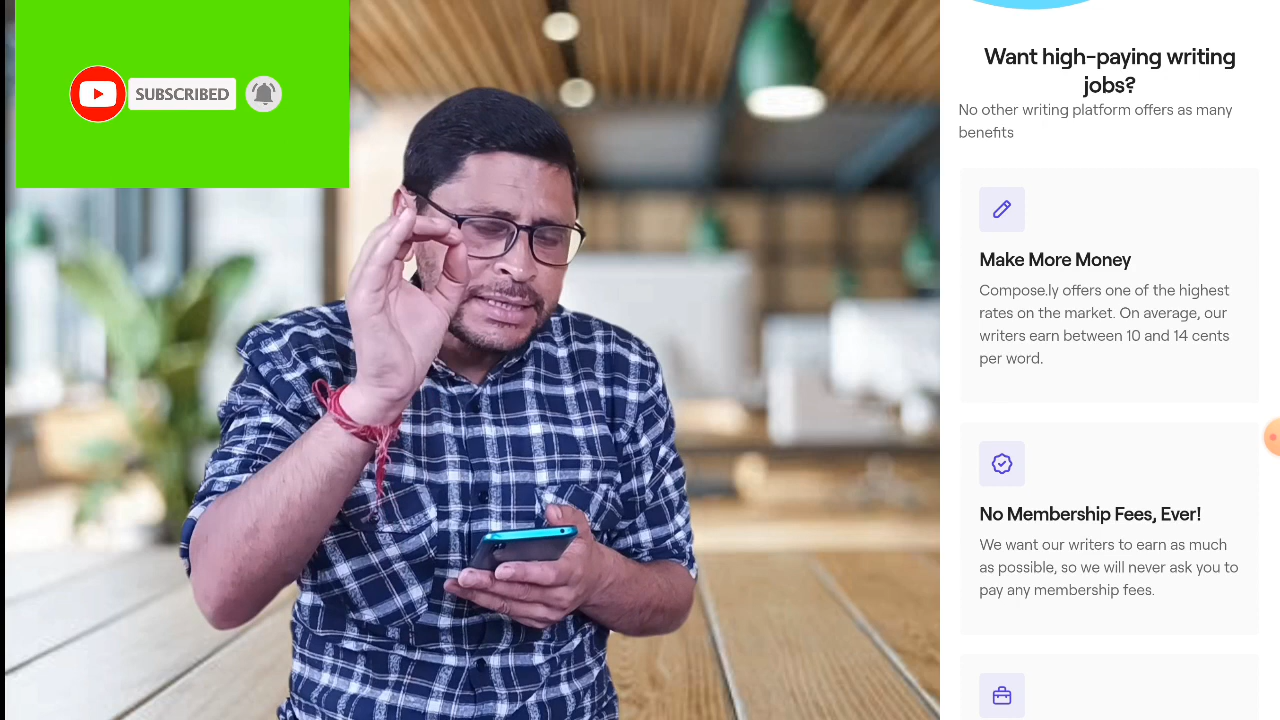 SUBSCRIBED
Want high-paying writing
jobs?
No other writing platform offers as many
benefits
Make More Money
Compose.ly offers one of the highest
rates on the market. On average, our
writers earn between 10 and 14 cents
per word.
No Membership Fees, Ever!
We want our writers to earn as much
as possible, so we will never ask you to
pay any membership fees.